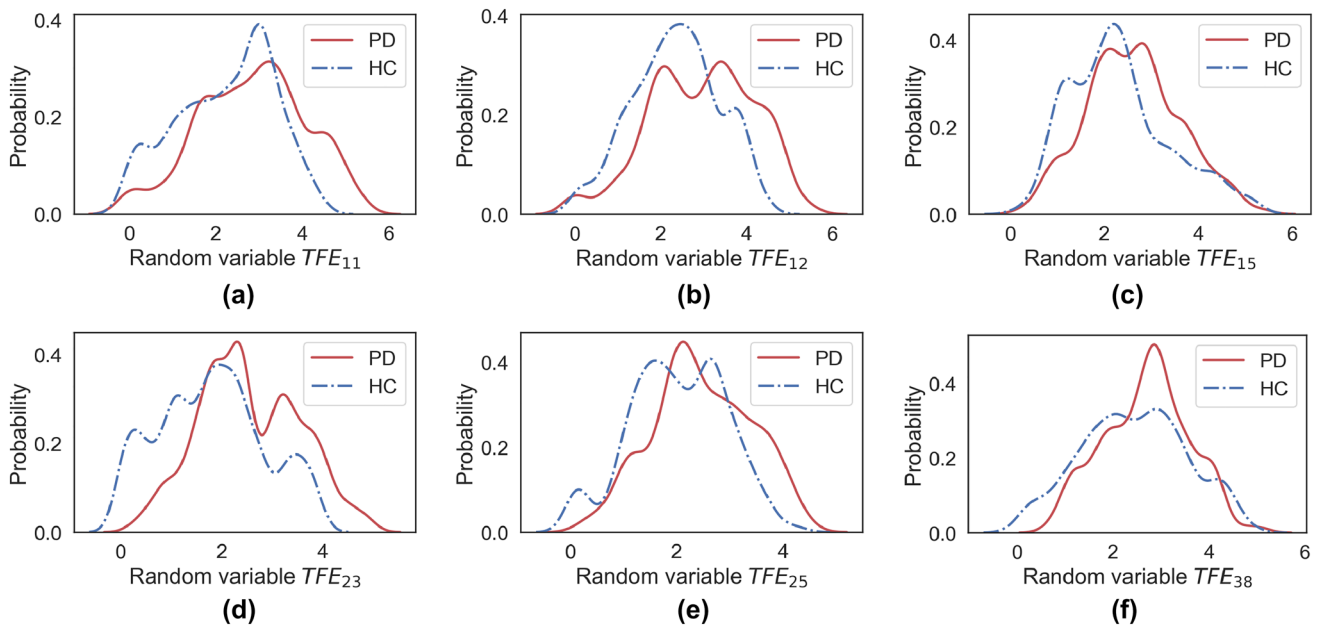 0.4
0.2
0.0
Probability
PD
HC
0 2 4 6
Random variable TFE11
(a)
0.4
0.2
0.0
Probability
PD
HC
0 2 4 6
Random variable TFE12
(b)
0.4
0.2
0.0
Probability
PD
HC
0 2 4 6
Random variable TFE15
(c)
0.4
0.2
0.0
Probability
PD
HC
0 2 4
Random variable TFE23
(d)
0.4
0.2
0.0
Probability
PD
HC
0 2 4
Random variable TFE25
(e)
0.4
0.2
0.0
Probability
PD
HC
0 2 4 6
Random variable TFE38
(f)